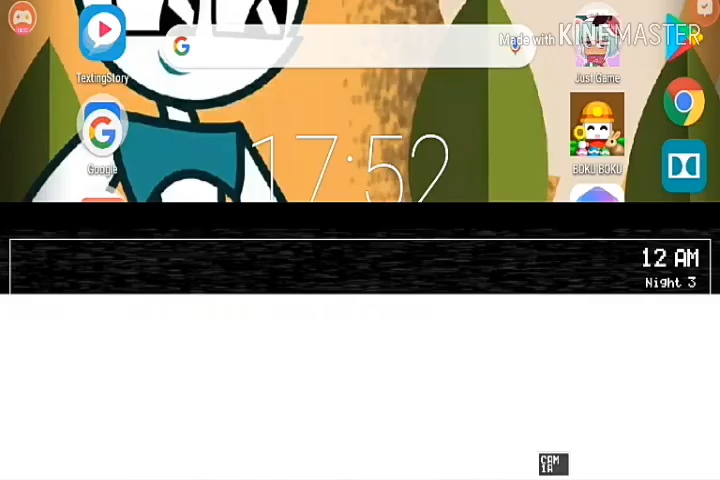 Made with KINEMASTER
TextingStory
Just Game
Google
17:52
BOKU BOKU
12 AM
Night 3
CAM
1A